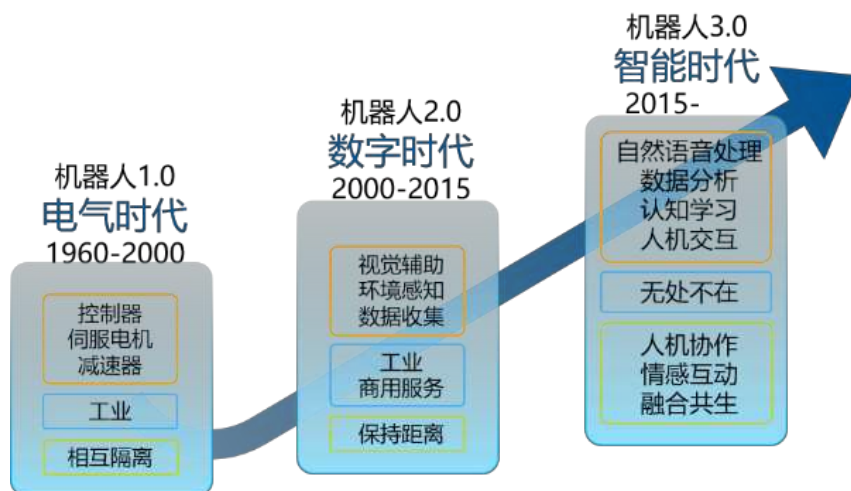 机器人1.0
电气时代
1960-2000
控制器
伺服电机
减速器
工业
相互隔离
机器人2.0
数字时代
2000-2015
视觉辅助
环境感知
数据收集
工业
商用服务
保持距离
机器人3.0
智能时代
2015-
自然语音处理
数据分析
认知学习
人机交互
无处不在
人机协作
情感互动
融合共生